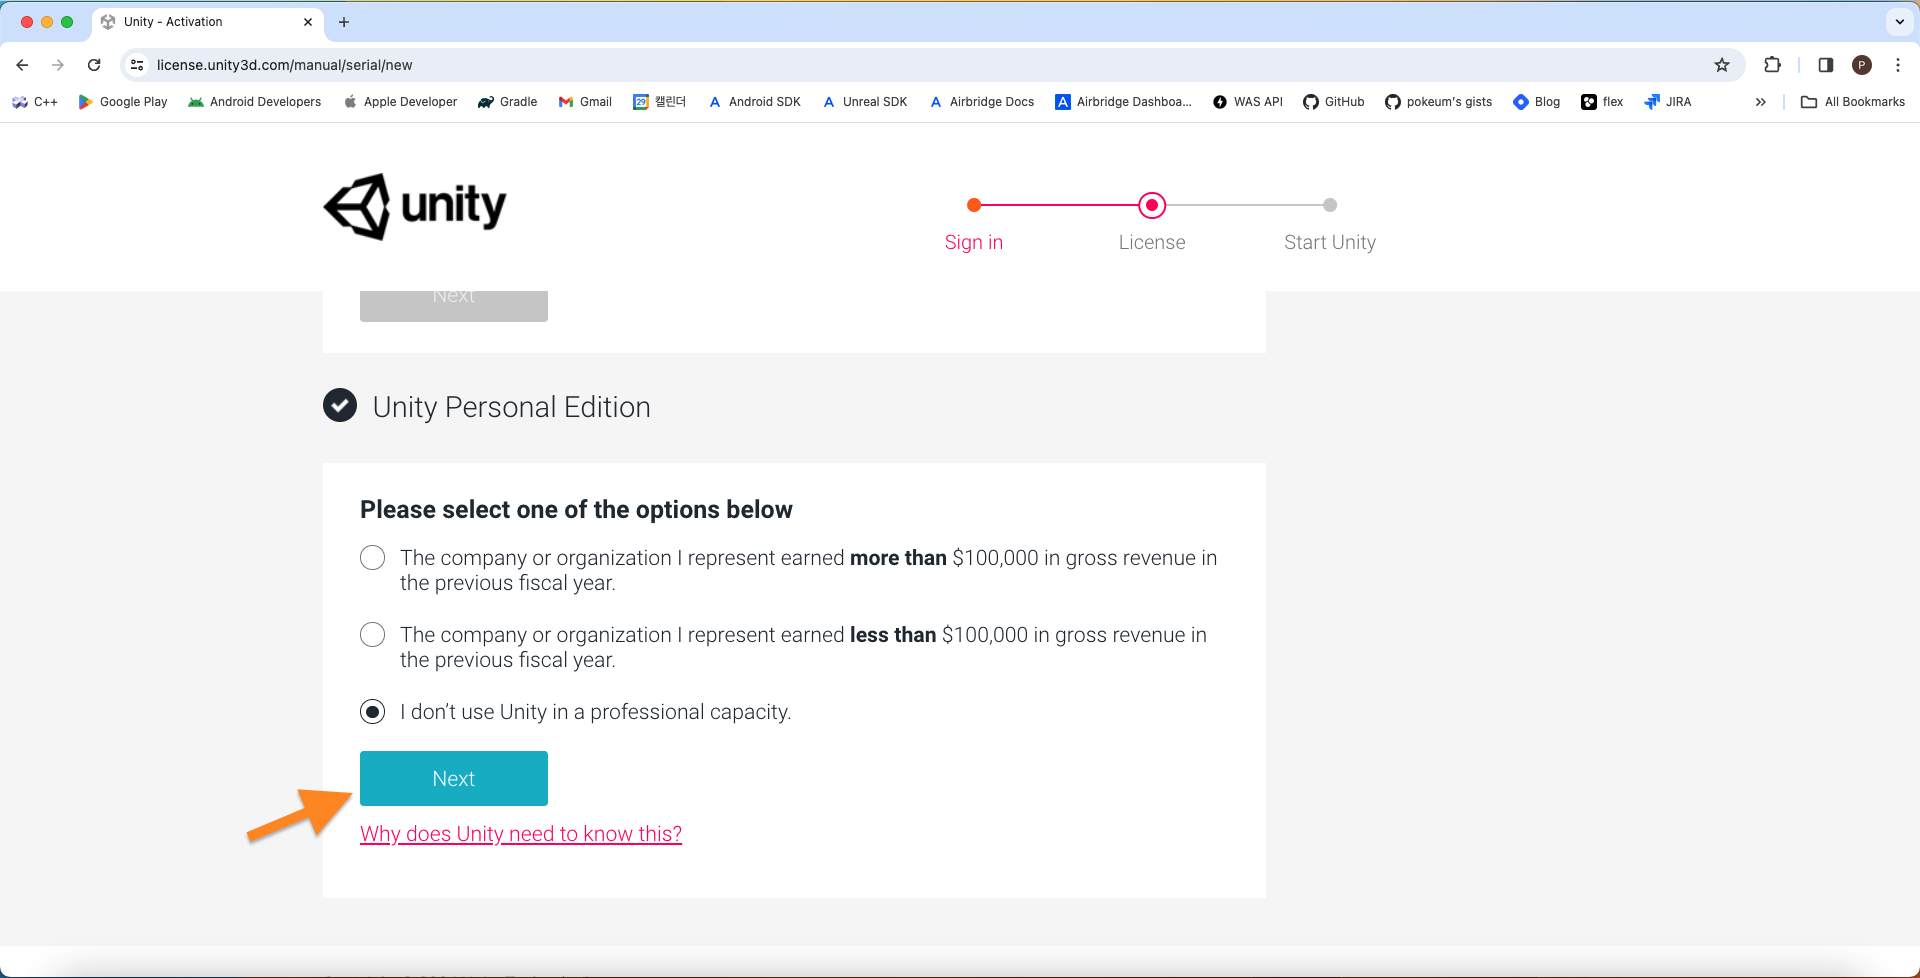 Unity - Activation
license.unity3d.com/manual/serial/new
P
C++
Google Play
Android Developers
Apple Developer
Gradle
Gmail
29
캘린더
Android SDK
Unreal SDK
Airbridge Docs
Airbridge Dashboa...
WAS API
GitHub
pokeum's gists
Blog
flex
JIRA
All Bookmarks
unity
Sign in
License
Start Unity
Next
Unity Personal Edition
Please select one of the options below
The company or organization I represent earned more than $100,000 in gross revenue in
the previous fiscal year.
The company or organization I represent earned less than $100,000 in gross revenue in
the previous fiscal year.
I don’t use Unity in a professional capacity.
Next
Why does Unity need to know this?